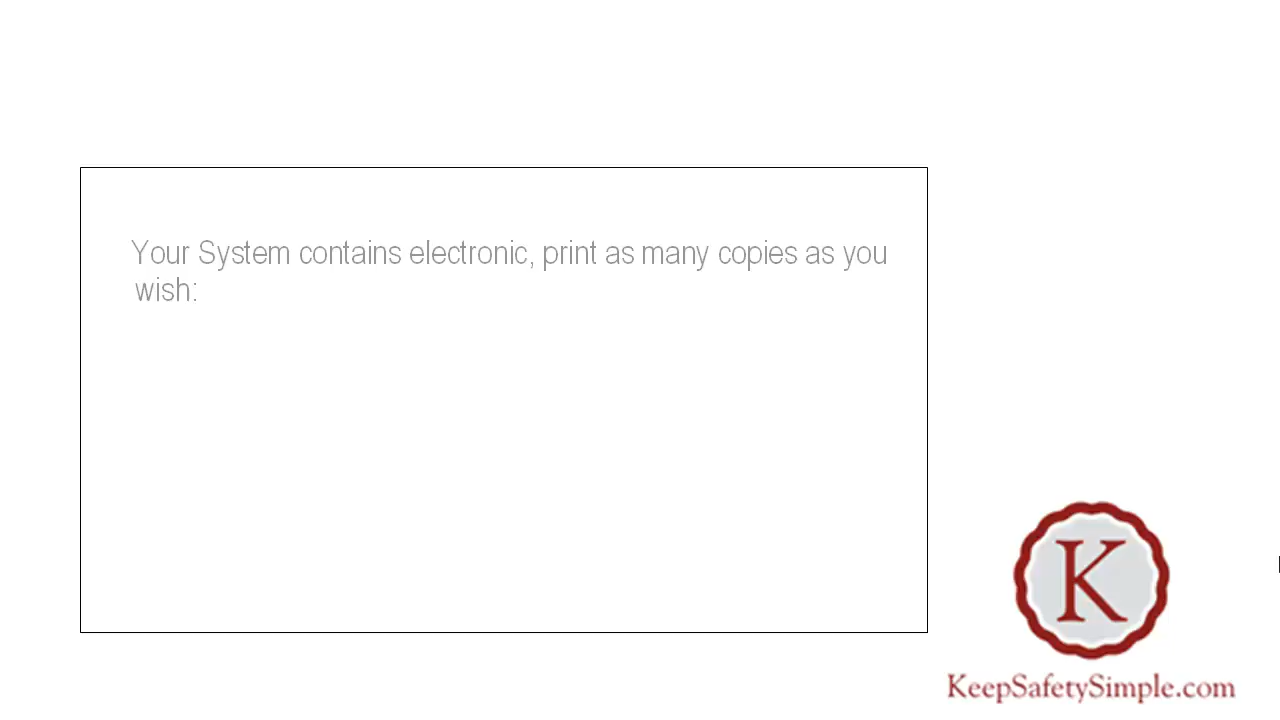 Your System contains electronic, print as many copies as you
wish:
K
KeepSafetySimple.com